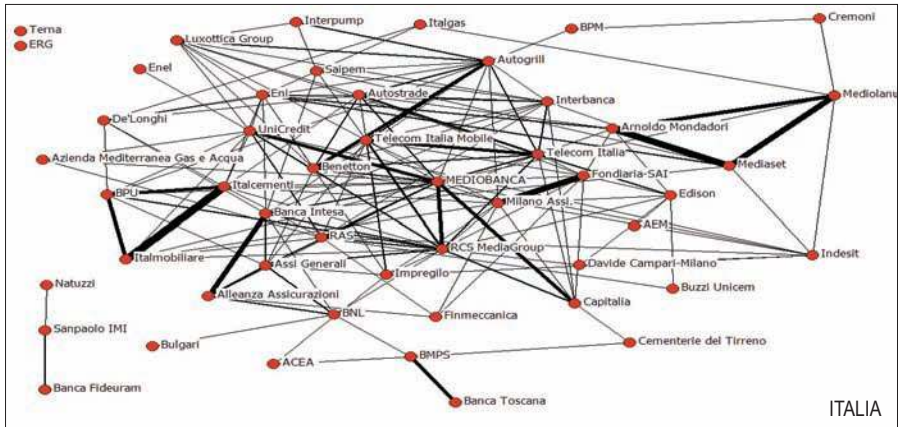 Terna
ERG
Interpump
Italgas
BPM
Cremoni
Luxottica Group
Autogrill
Enel
Saipem
Eni
Autostrade
Interbanca
Mediolanu
De'Longhi
UniCredit
Telecom Italia Mobile
Arnoldo Mondadori
Azienda Mediterranea Gas e Acqua
Benetton
Telecom Italia
Mediaset
BPU
Italcementi
MEDIOBANCA
Fondiaria-SAI
Milano Assi.
Edison
Banca Intesa
RAS
AEM
RCS MediaGroup
Italmobiliare
Assi Generali
Impregilo
Davide Campari-Milano
Indesit
Natuzzi
Alleanza Assicurazioni
Buzzi Unicem
Capitalia
BNL
Finmeccanica
Sanpaolo IMI
Bulgari
ACEA
BMPS
Cementerie del Tirreno
Banca Fideuram
Banca Toscana
ITALIA